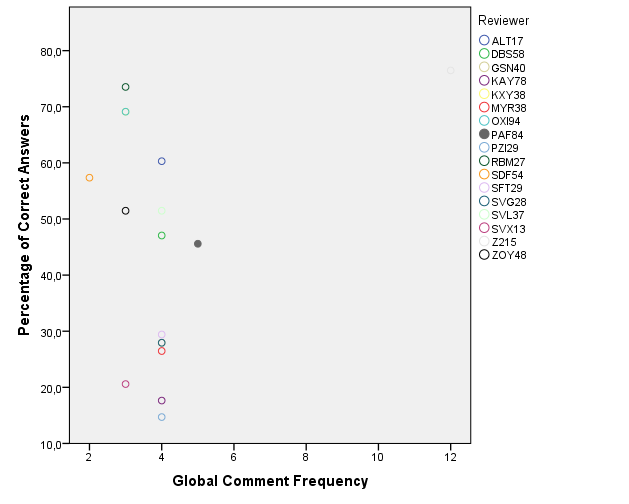 Reviewer
ALT17
DBS58
GSN40
KAY78
KXY38
MYR38
OXI94
PAF84
PZI29
RBM27
SDF54
SFT29
SVG28
SVL37
SVX13
Z215
ZOY48
Percentage of Correct Answers
80,0
70,0
60,0
50,0
40,0
30,0
20,0
10,0
2 4 6 8 10 12
Global Comment Frequency